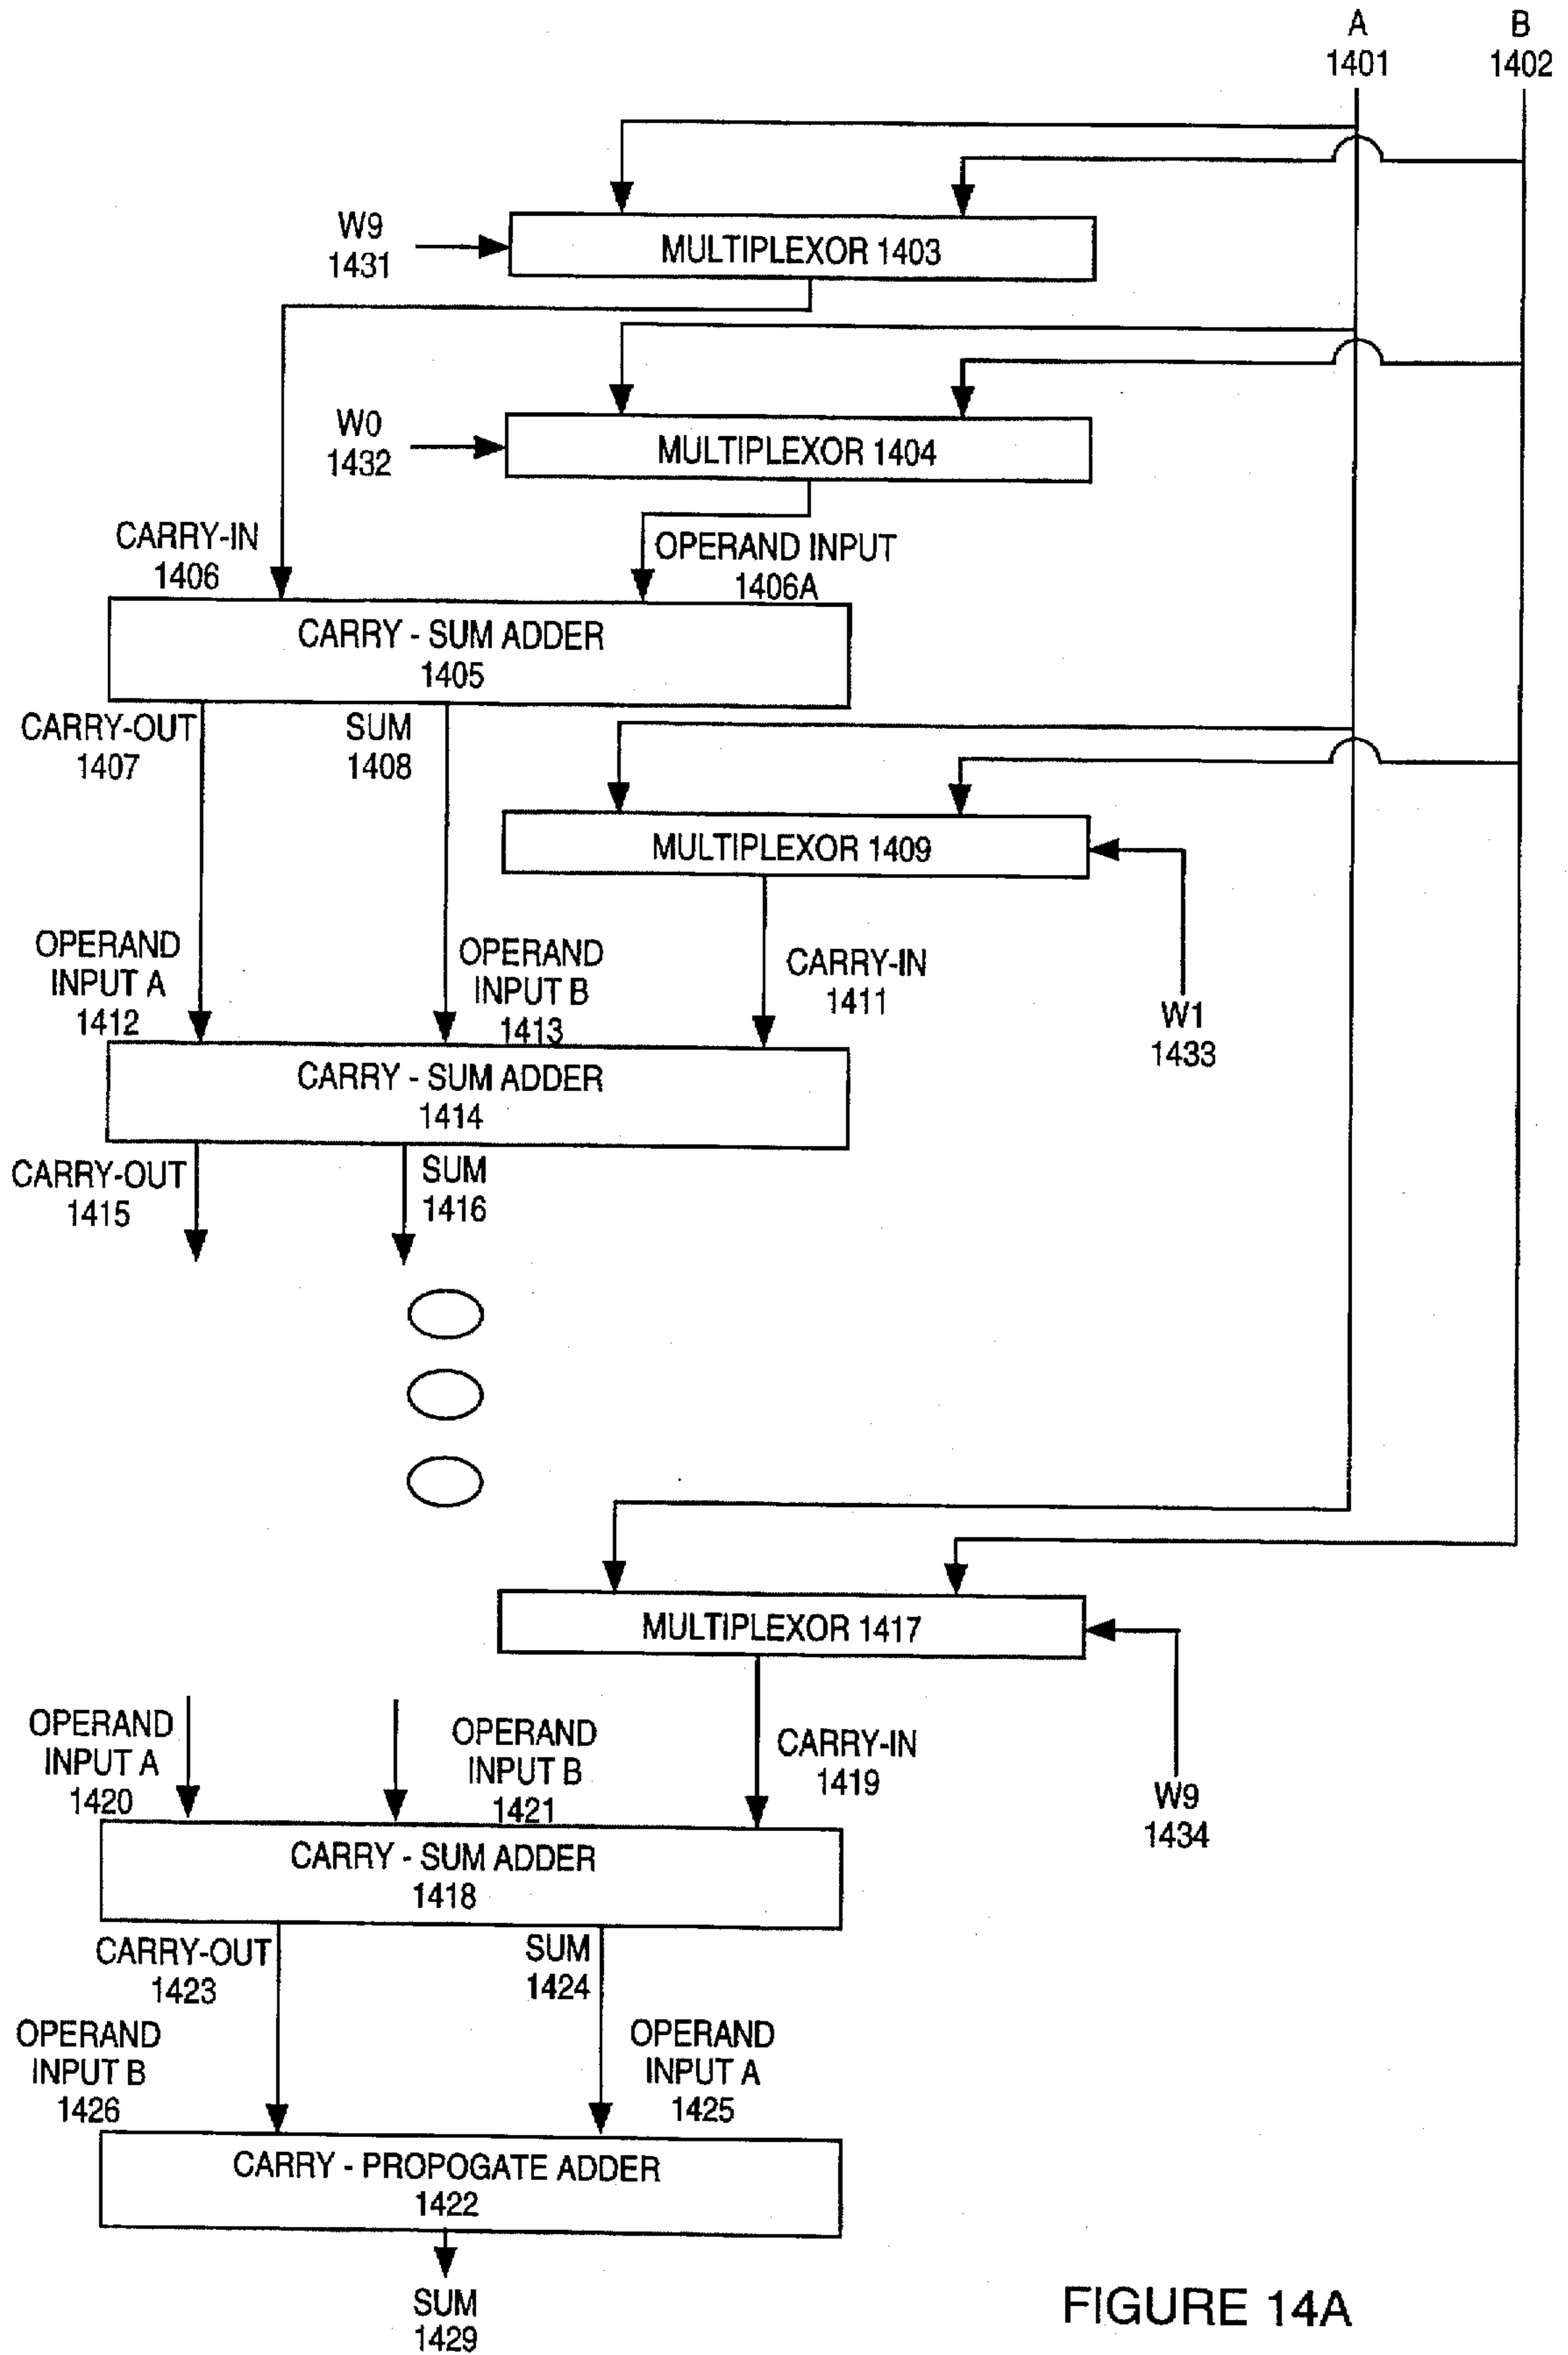 A
1401
B
1402
W9
1431
MULTIPLEXOR 1403
W0
1432
MULTIPLEXOR 1404
CARRY-IN
1406
OPERAND INPUT
1406A
CARRY - SUM ADDER
1405
CARRY-OUT
1407
SUM
1408
MULTIPLEXOR 1409
OPERAND
INPUT A
1412
OPERAND
INPUT B
1413
CARRY-IN
1411
W1
1433
CARRY - SUM ADDER
1414
CARRY-OUT
1415
SUM
1416
MULTIPLEXOR 1417
OPERAND
INPUT A
1420
OPERAND
INPUT B
1421
CARRY-IN
1419
W9
1434
CARRY - SUM ADDER
1418
CARRY-OUT
1423
SUM
1424
OPERAND
INPUT B
1426
OPERAND
INPUT A
1425
CARRY - PROPOGATE ADDER
1422
SUM
1429
FIGURE 14A